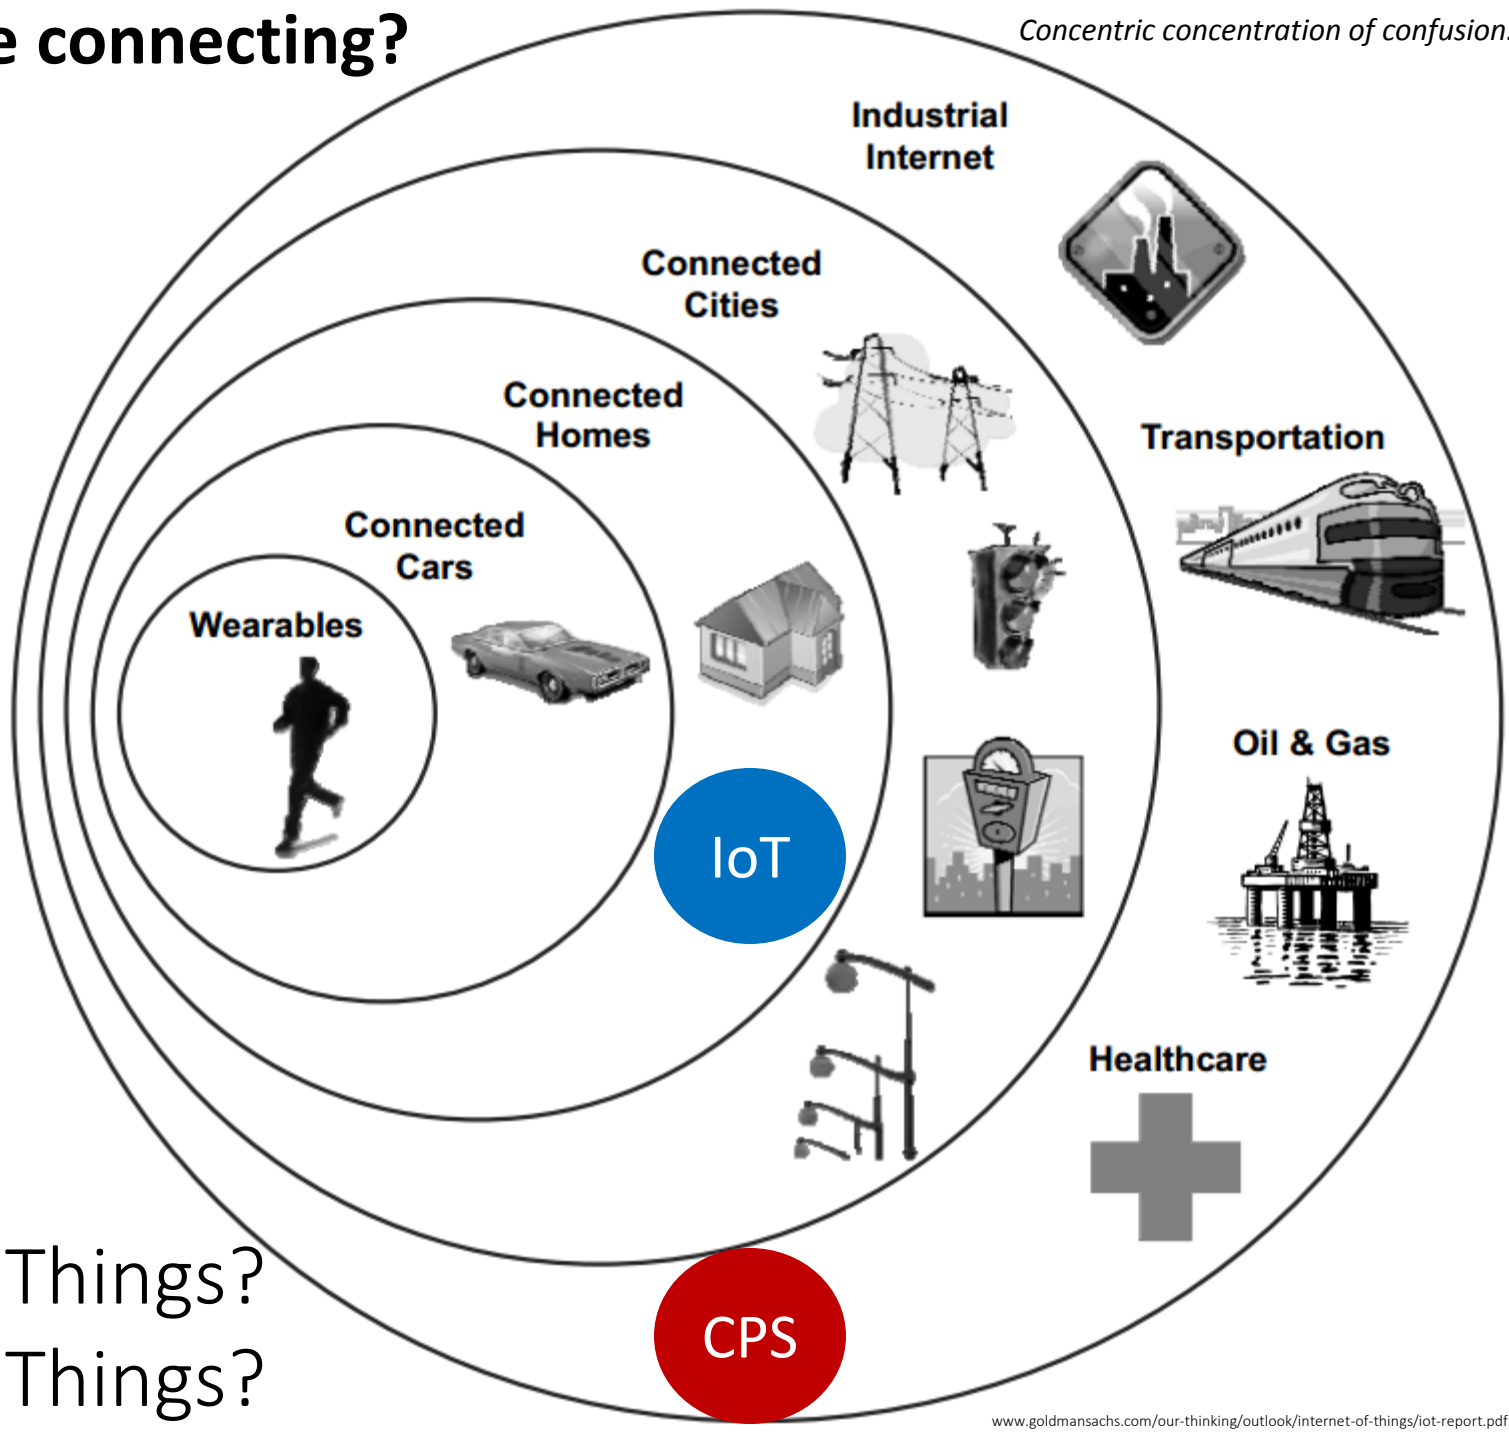 e connecting?
Concentric concentration of confusion.
Industrial
Internet
Connected
Cities
Connected
Homes
Transportation
Connected
Cars
Wearables
Oil & Gas
IoT
Healthcare
Things?
CPS
Things?
www.goldmansachs.com/our-thinking/outlook/internet-of-things/iot-report.pdf